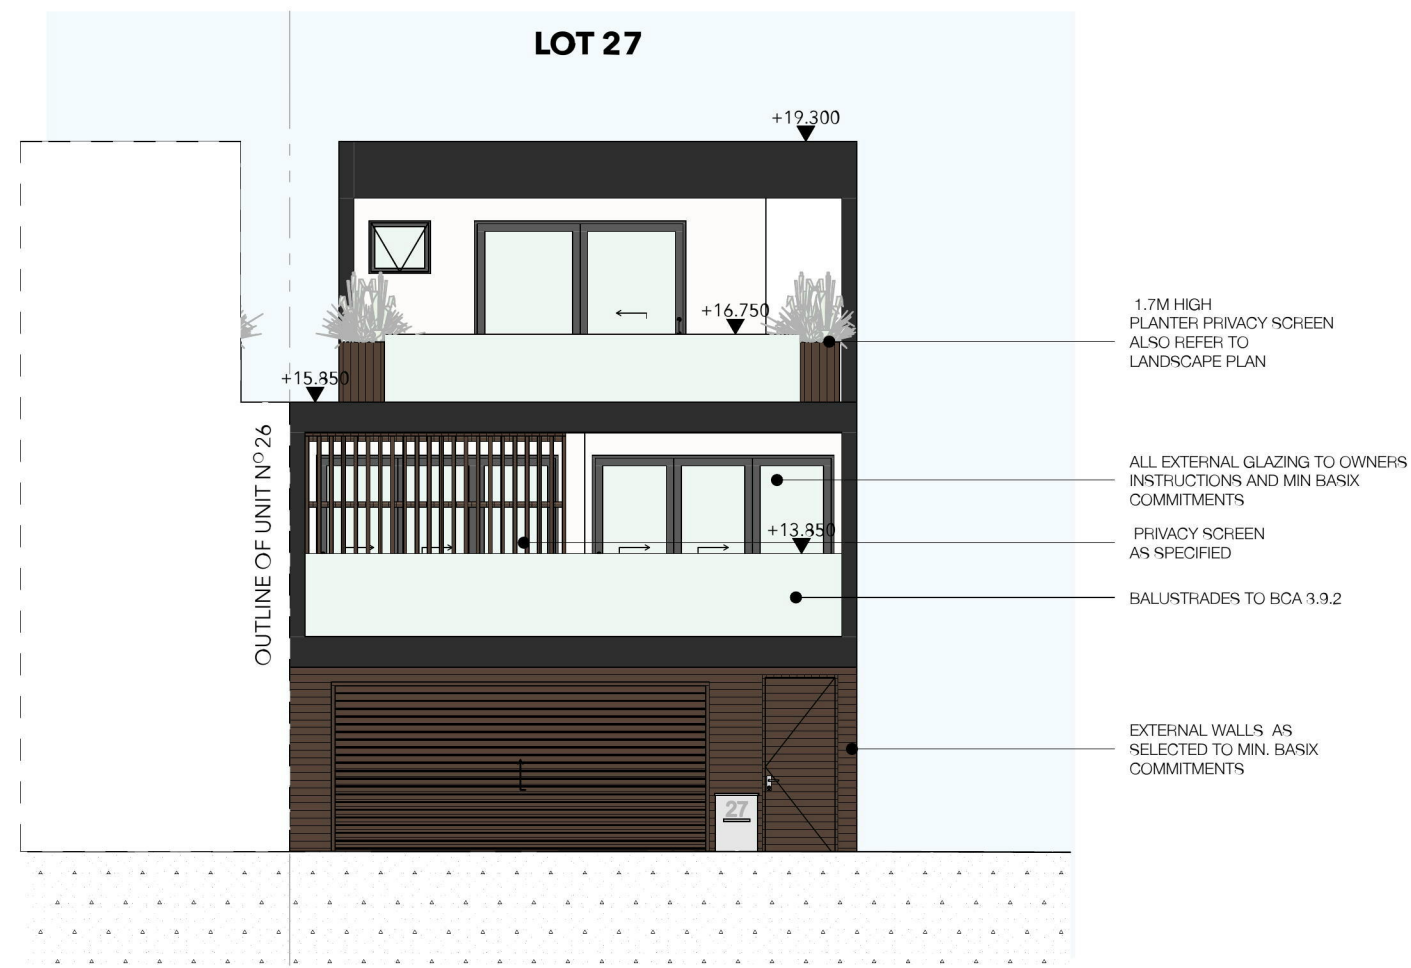 LOT 27
+19.300
+16.750
1.7M HIGH
PLANTER PRIVACY SCREEN
ALSO REFER TO
LANDSCAPE PLAN
+15.850
OUTLINE OF UNIT Nº 26
ALL EXTERNAL GLAZING TO OWNERS
INSTRUCTIONS AND MIN BASIX
COMMITMENTS
+13.850
PRIVACY SCREEN
AS SPECIFIED
BALUSTRADES TO BCA 3.9.2
EXTERNAL WALLS AS
SELECTED TO MIN. BASIX
COMMITMENTS
27